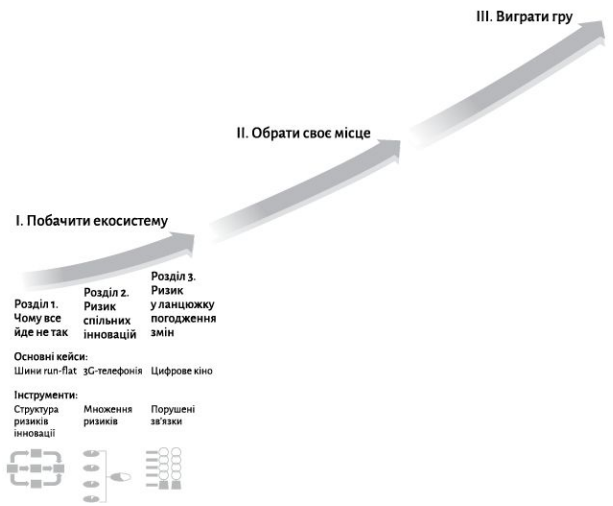 III. Виграти гру
II. Обрати своє місце
I. Побачити екосистему
Розділ 1.
Чому все
йде не так
Розділ 2.
Ризик
спільних
інновацій
Розділ 3.
Ризик
у ланцюжку
погодження
змін
Основні кейси:
Шини run-flat 3G-телефонія Цифрове кіно
Інструменти:
Структура
ризиків
інновації
Множення
ризиків
Порушені
зв’язки